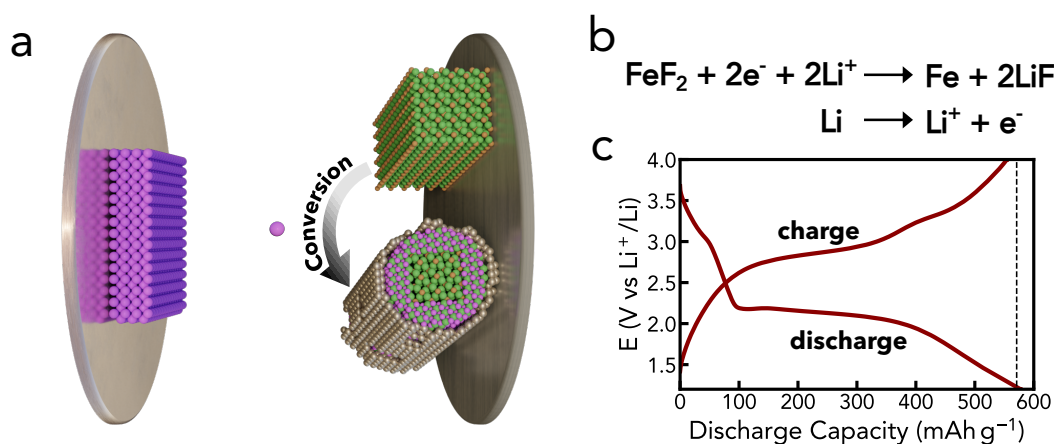 a
Conversion
b
FeF₂ + 2e⁻ + 2Li⁺ ⟶ Fe + 2LiF
Li ⟶ Li⁺ + e⁻
c
4.0
3.5
3.0
2.5
2.0
1.5
E (V vs Li⁺/Li)
charge
discharge
0 100 200 300 400 500 600
Discharge Capacity (mAh g⁻¹)